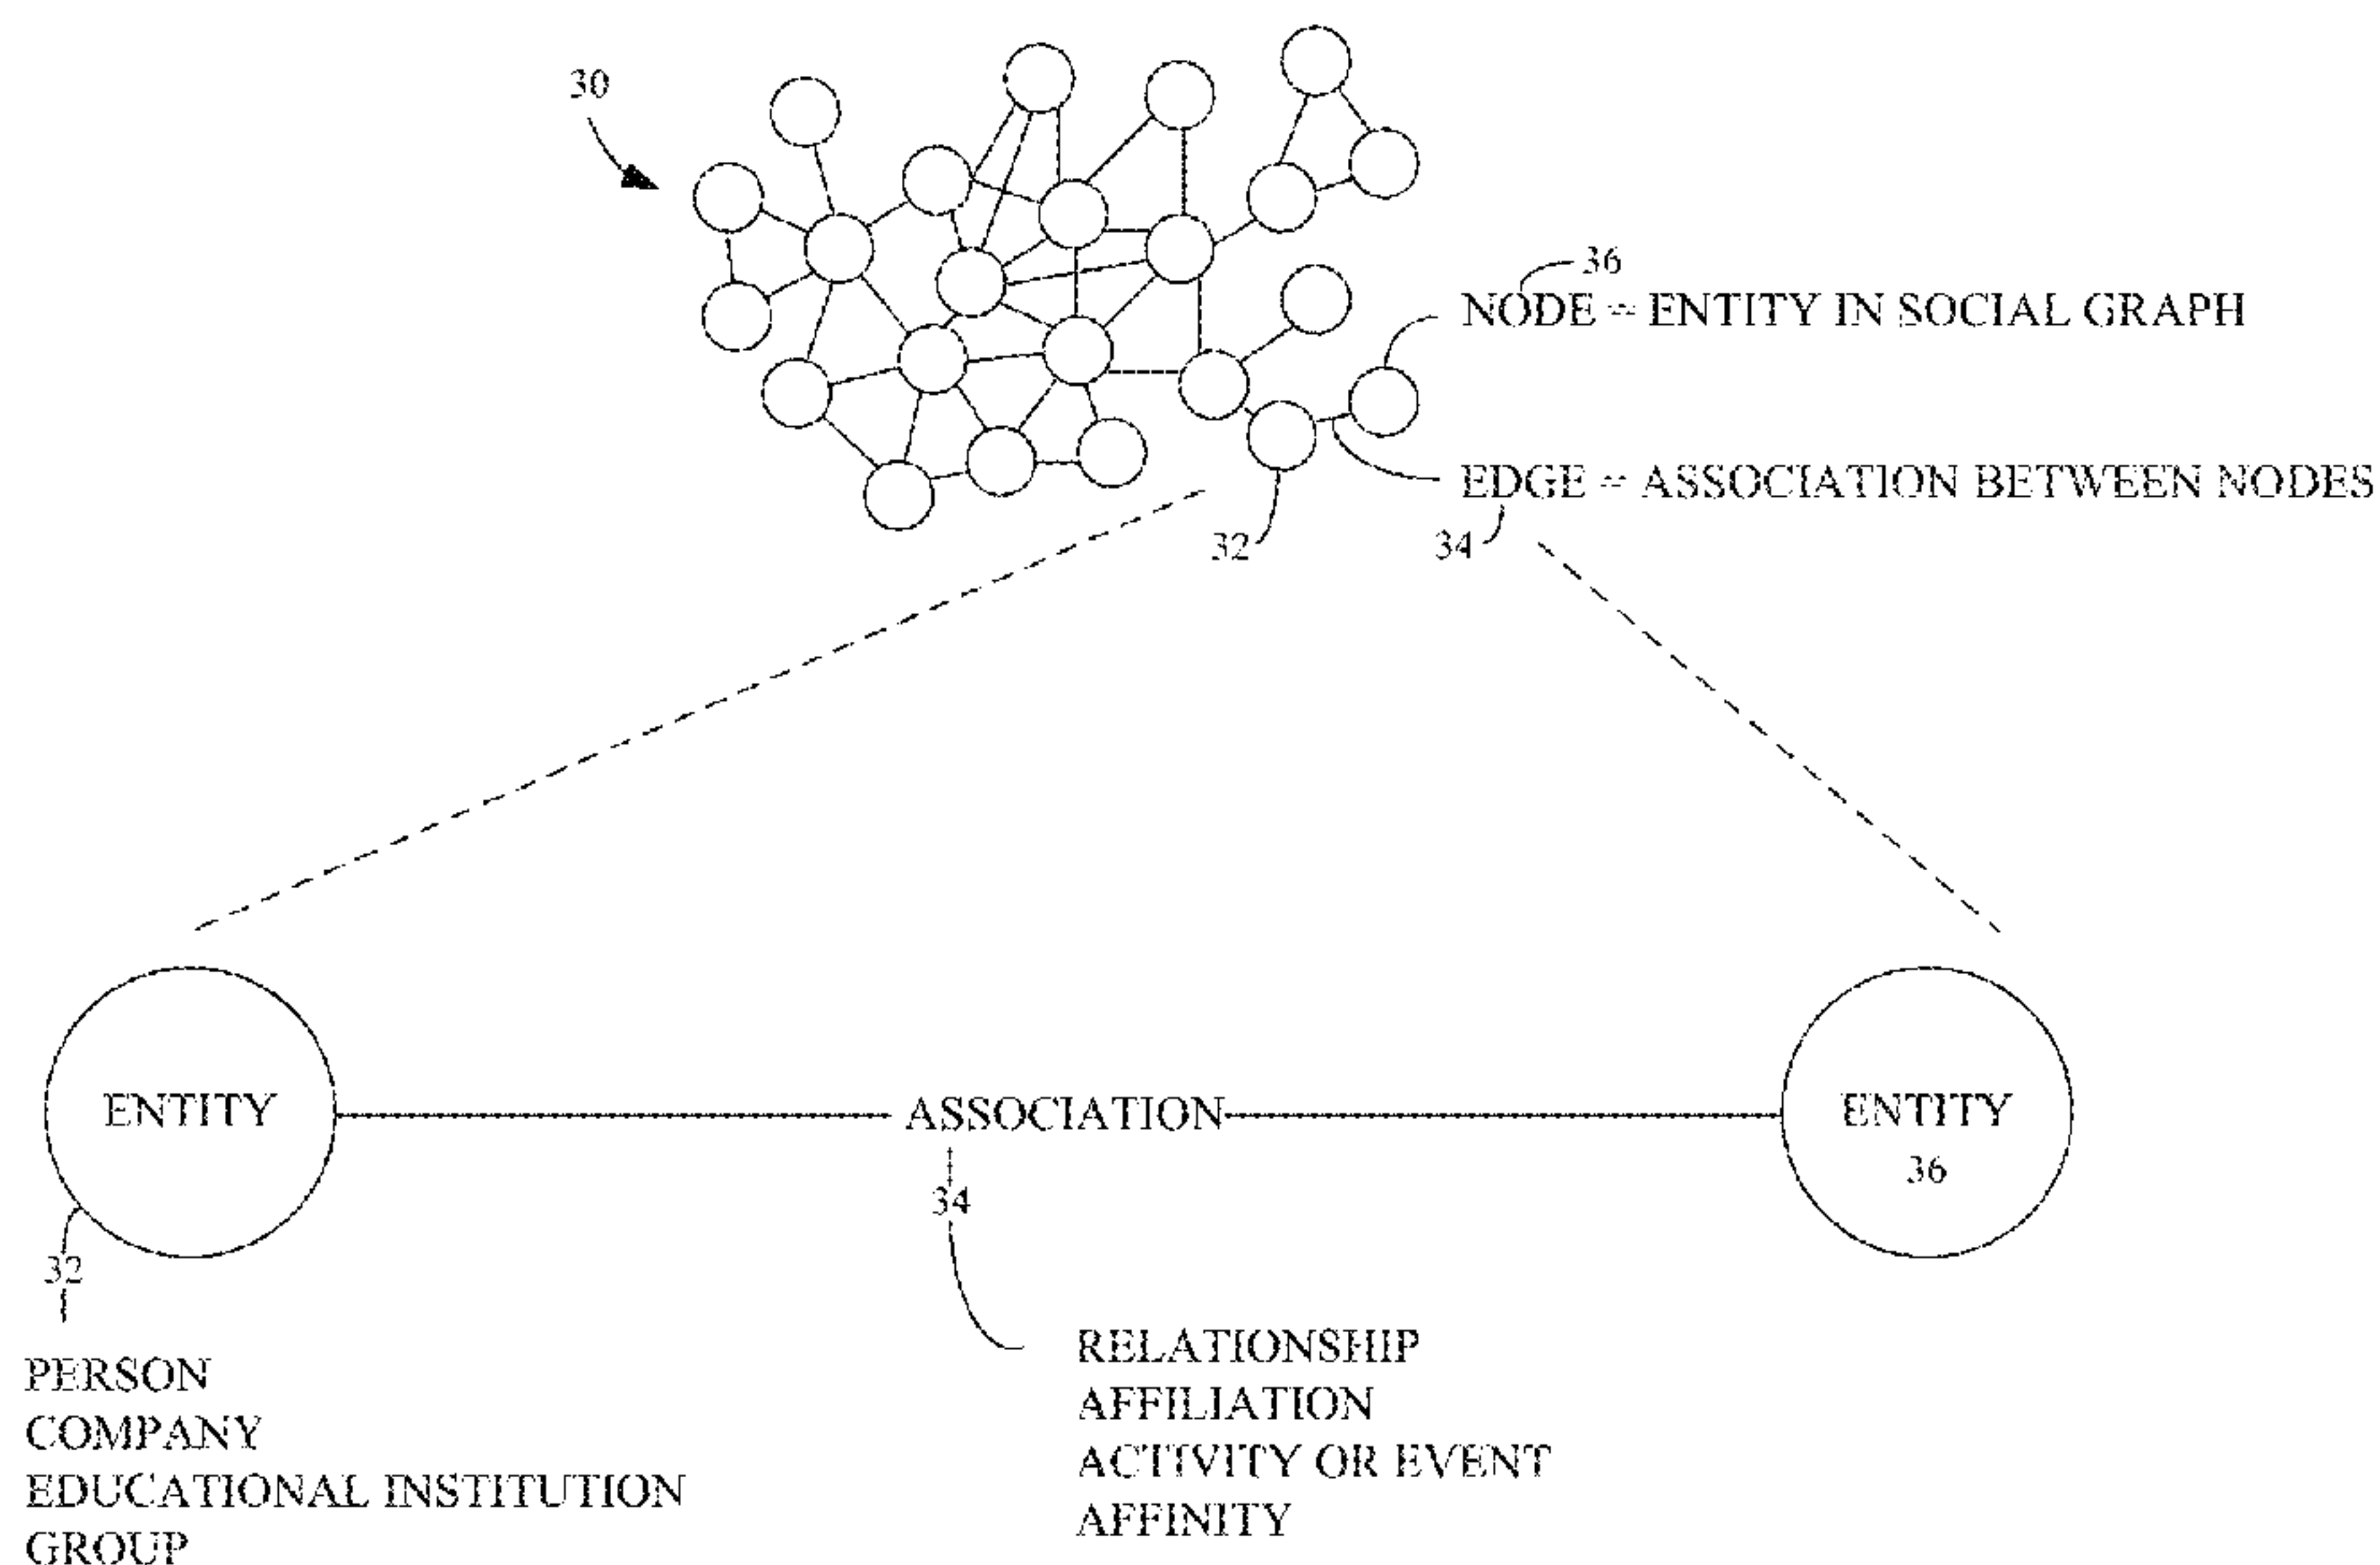 30
36
NODE = ENTITY IN SOCIAL GRAPH
EDGE = ASSOCIATION BETWEEN NODES
32
34
ENTITY
ASSOCIATION
ENTITY
36
34
32
PERSON
COMPANY
EDUCATIONAL INSTITUTION
GROUP
RELATIONSHIP
AFFILIATION
ACTIVITY OR EVENT
AFFINITY